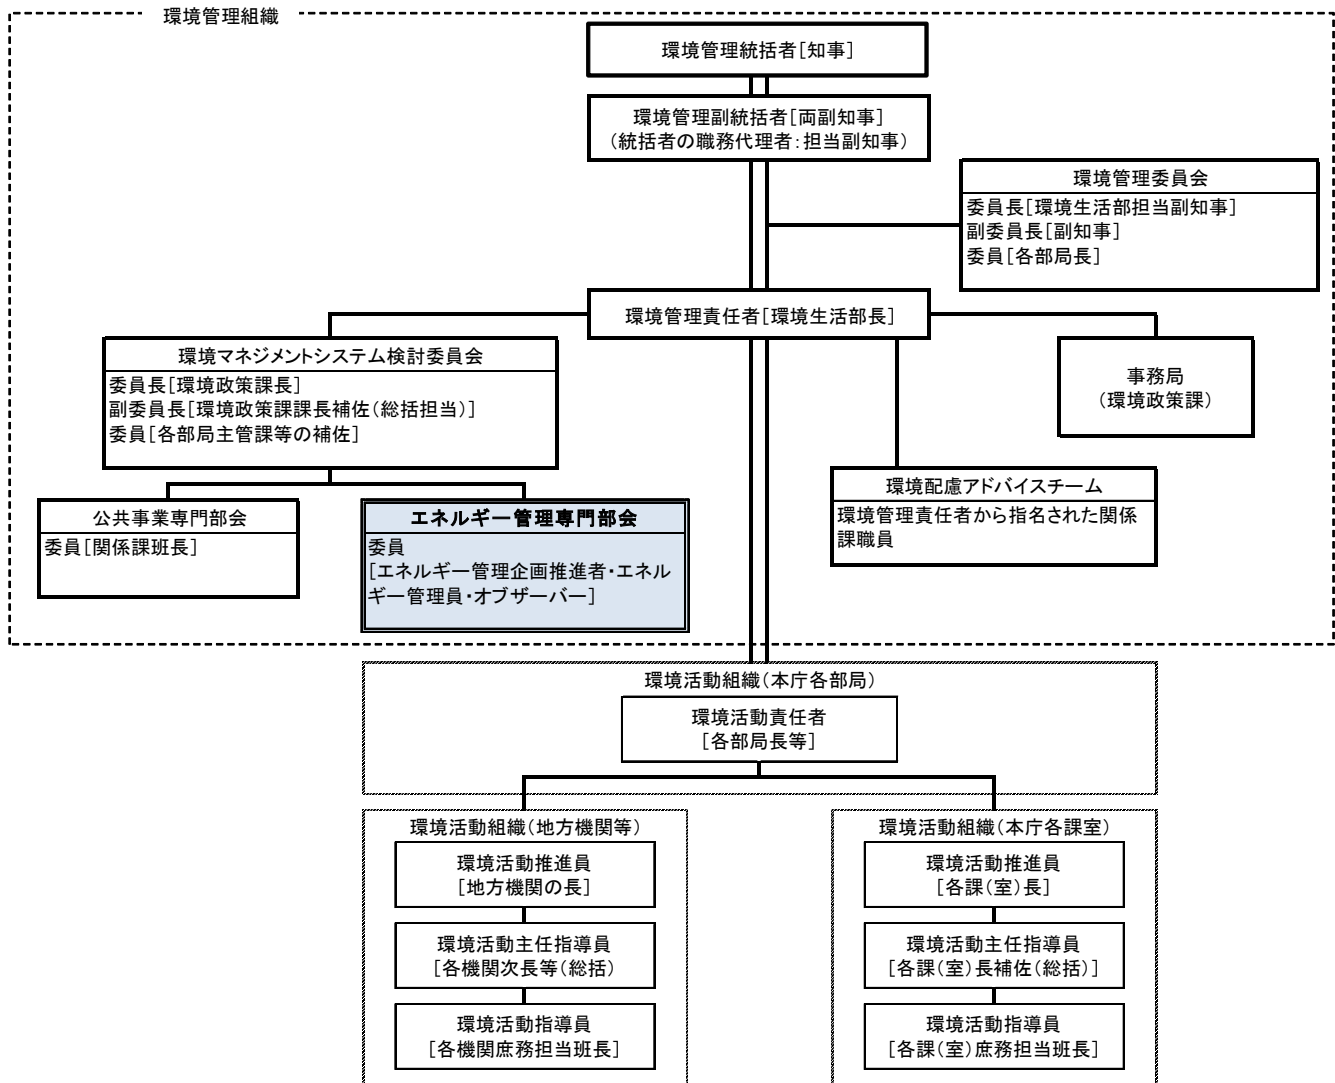 環境管理組織
環境管理統括者[知事]
環境管理副統括者[両副知事]
(統括者の職務代理者:担当副知事)
環境管理委員会
委員長[環境生活部担当副知事]
副委員長[副知事]
委員[各部局長]
環境管理責任者[環境生活部長]
環境マネジメントシステム検討委員会
委員長[環境政策課長]
副委員長[環境政策課課長補佐(総括担当)]
委員[各部局主管課等の補佐]
事務局
(環境政策課)
公共事業専門部会
委員[関係課班長]
エネルギー管理専門部会
委員
[エネルギー管理企画推進者・エネル
ギー管理員・オブザーバー]
環境配慮アドバイスチーム
環境管理責任者から指名された関係
課職員
環境活動組織(本庁各部局)
環境活動責任者
[各部局長等]
環境活動組織(地方機関等)
環境活動推進員
[地方機関の長]
環境活動主任指導員
[各機関次長等(総括)
環境活動指導員
[各機関庶務担当班長]
環境活動組織(本庁各課室)
環境活動推進員
[各課(室)長]
環境活動主任指導員
[各課(室)長補佐(総括)]
環境活動指導員
[各課(室)庶務担当班長]